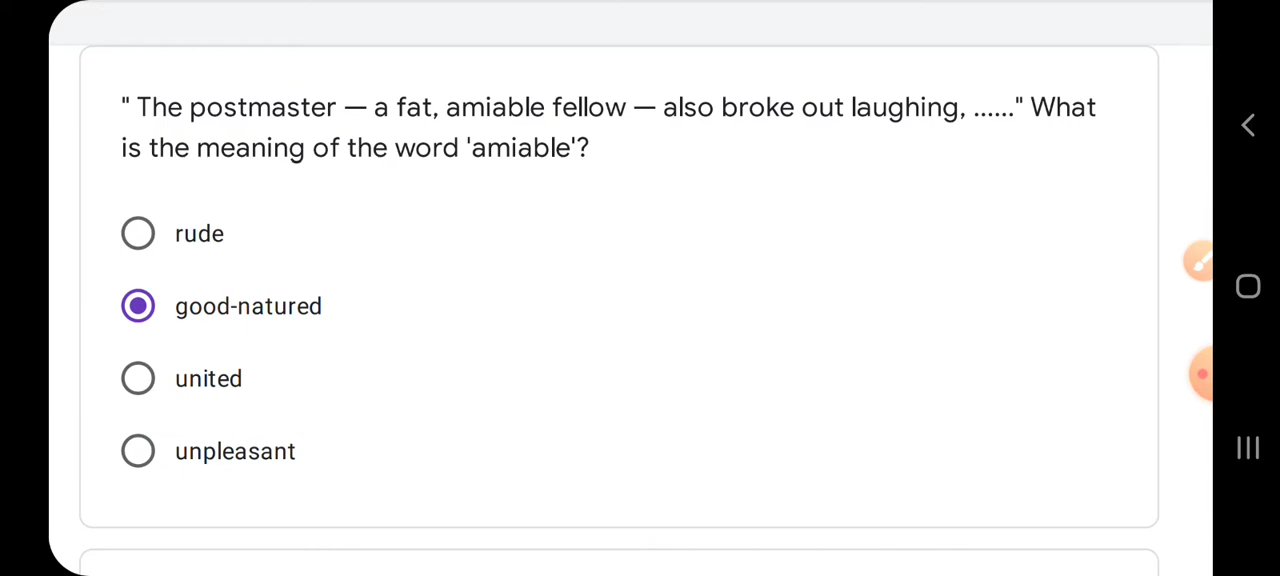 " The postmaster — a fat, amiable fellow — also broke out laughing, ......" What
is the meaning of the word 'amiable'?
rude
good-natured
united
unpleasant